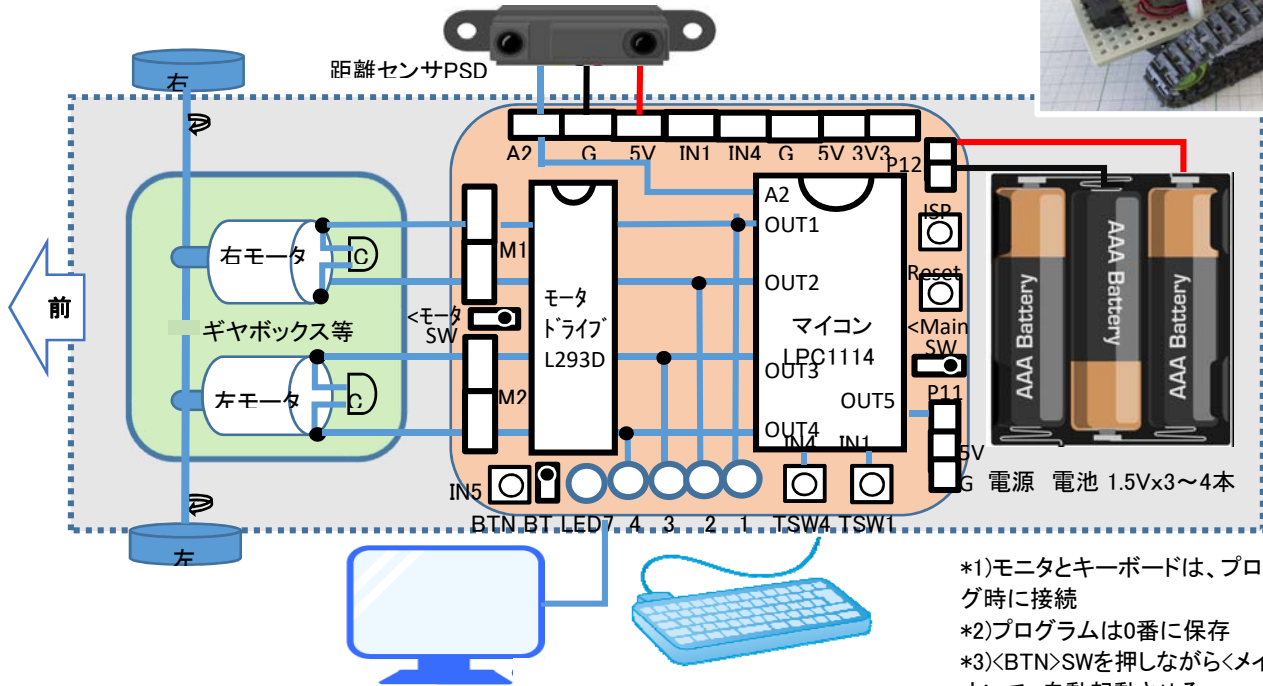 距離センサPSD
右
A2 G 5V IN1 IN4 G 5V 3V3
P12
A2
OUT1
ISP
M1
OUT2
Reset
右モータ
C
AAA Battery
AAA Battery
AAA Battery
前
ギヤボックス等
<モータ
SW
モータ
ドライブ
L293D
マイコン
LPC1114
<Main
SW
OUT3
P11
左モータ
C
M2
OUT5
OUT4
IN4 IN1
5V
G
電源 電池 1.5Vx3～4本
IN5
BTN BT LED7 4 3 2 1 TSW4 TSW1
左
*1)モニタとキーボードは、プロ
グ時に接続
*2)プログラムは0番に保存
*3)<BTN>SWを押しながら<メイ